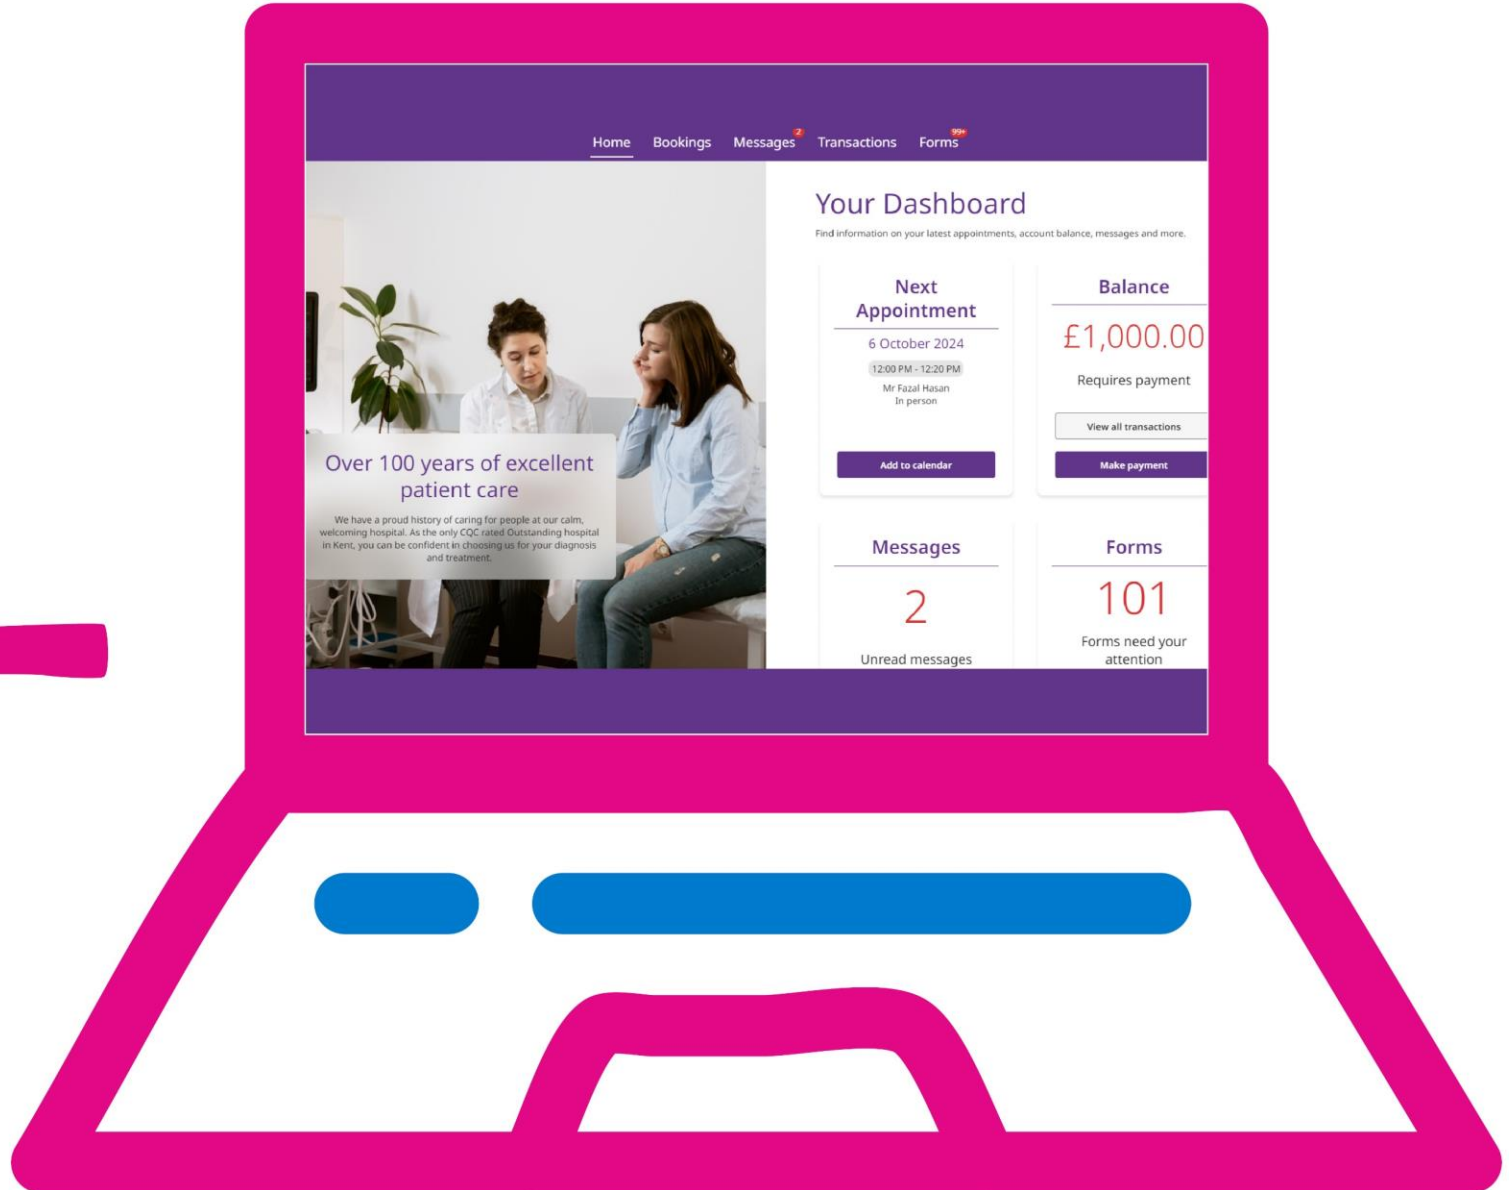 Home Bookings Messages 2 Transactions Forms 99+
Over 100 years of excellent
patient care
We have a proud history of caring for people at our calm,
welcoming hospital. As the only CQC rated Outstanding hospital
in Kent, you can be confident in choosing us for your diagnosis
and treatment.
Your Dashboard
Find information on your latest appointments, account balance, messages and more.
Next
Appointment
6 October 2024
12:00 PM - 12:20 PM
Mr Fazal Hasan
In person
Add to calendar
Balance
£1,000.00
Requires payment
View all transactions
Make payment
Messages
2
Unread messages
Forms
101
Forms need your
attention